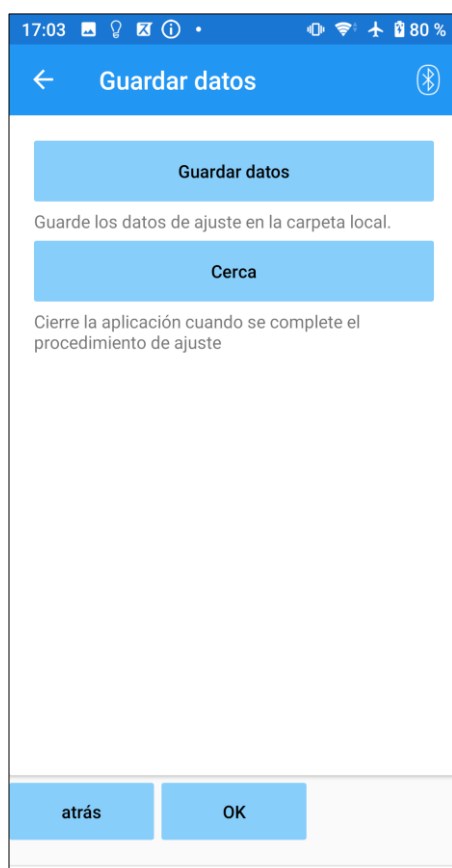 17:03 80 %
Guardar datos
Guardar datos
Guarde los datos de ajuste en la carpeta local.
Cerca
Cierre la aplicación cuando se complete el
procedimiento de ajuste
atrás OK